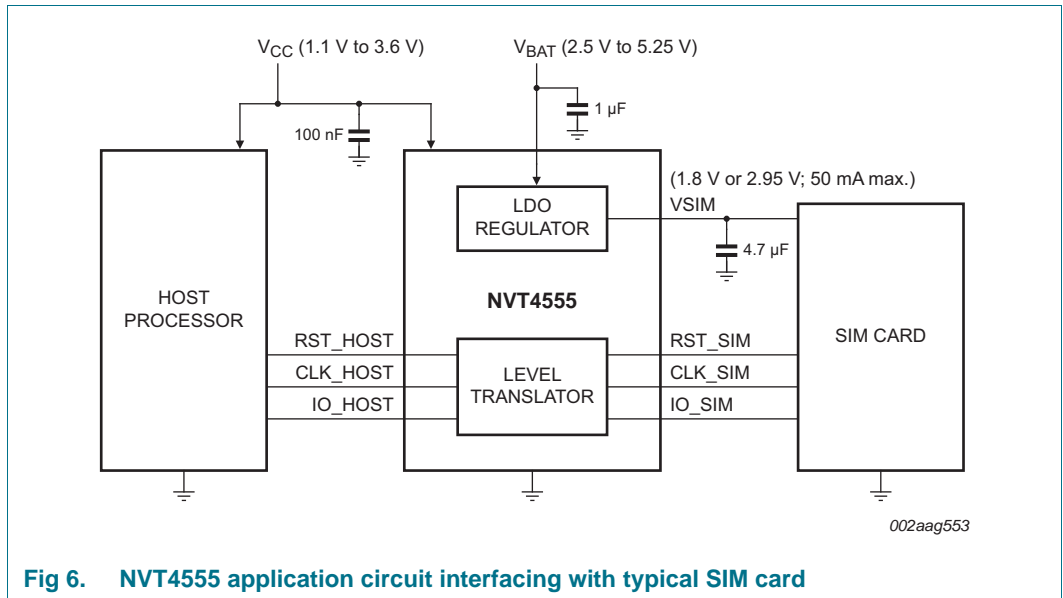 VCC (1.1 V to 3.6 V)
VBAT (2.5 V to 5.25 V)
100 nF
1 μF
(1.8 V or 2.95 V; 50 mA max.)
VSIM
LDO
REGULATOR
4.7 μF
NVT4555
HOST
PROCESSOR
SIM CARD
RST_HOST
CLK_HOST
IO_HOST
LEVEL
TRANSLATOR
RST_SIM
CLK_SIM
IO_SIM
002aag553
Fig 6. NVT4555 application circuit interfacing with typical SIM card